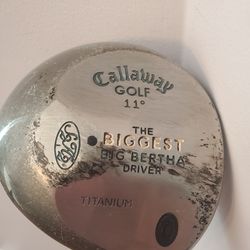 Callaway
GOLF
11°
THE
BIGGEST
BIG BERTHA
DRIVER
TITANIUM